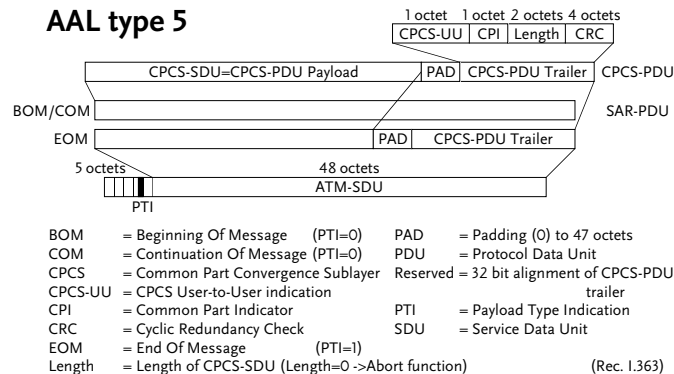 AAL type 5
1 octet 1 octet 2 octets 4 octets
CPCS-UU CPI Length CRC
CPCS-SDU=CPCS-PDU Payload PAD CPCS-PDU Trailer CPCS-PDU
BOM/COM SAR-PDU
EOM PAD CPCS-PDU Trailer
5 octets 48 octets
ATM-SDU
PTI
BOM = Beginning Of Message (PTI=0) PAD = Padding (0) to 47 octets
COM = Continuation Of Message (PTI=0) PDU = Protocol Data Unit
CPCS = Common Part Convergence Sublayer Reserved = 32 bit alignment of CPCS-PDU
CPCS-UU = CPCS User-to-User indication trailer
CPI = Common Part Indicator PTI = Payload Type Indication
CRC = Cyclic Redundancy Check SDU = Service Data Unit
EOM = End Of Message (PTI=1)
Length = Length of CPCS-SDU (Length=0 ->Abort function) (Rec. I.363)